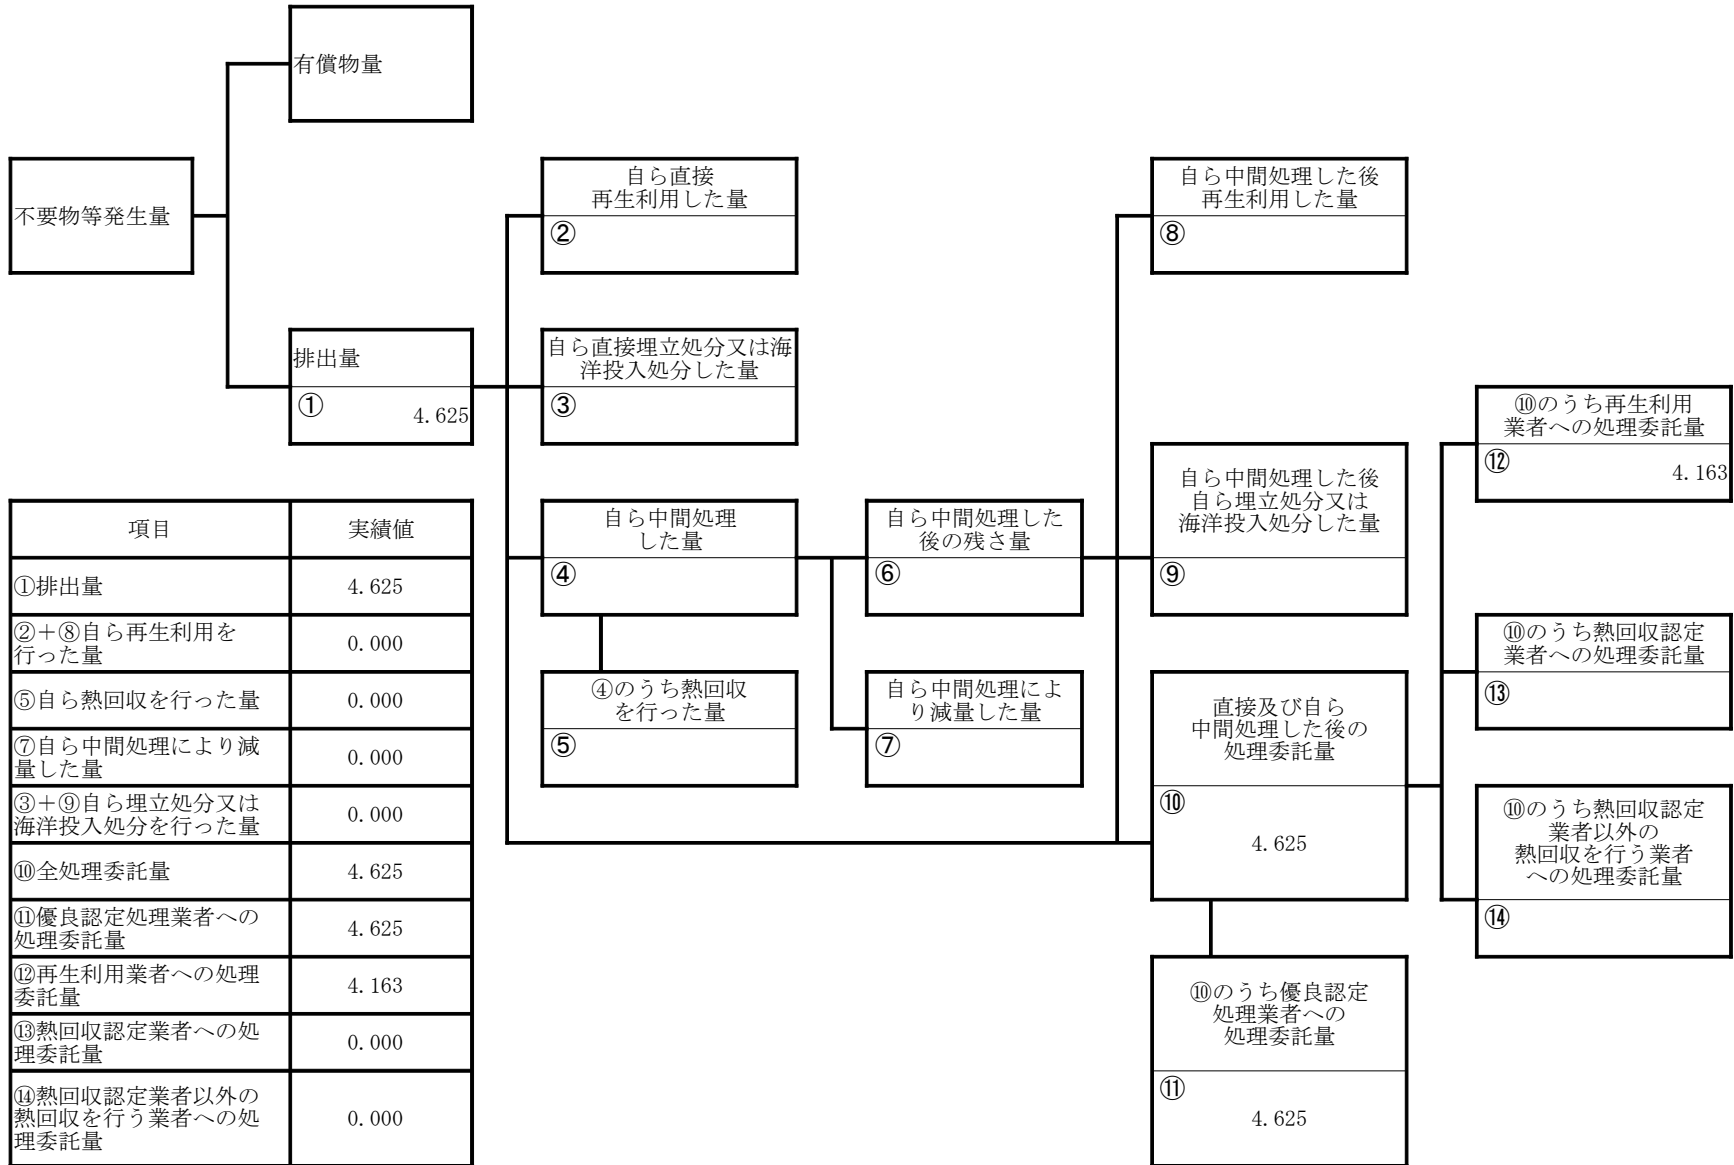 有償物量
不要物等発生量
自ら直接
再生利用した量
②
自ら中間処理した後
再生利用した量
⑧
排出量
①
4.625
自ら直接埋立処分又は海
洋投入処分した量
③
⑩のうち再生利用
業者への処理委託量
⑫
4.163
自ら中間処理
した量
④
自ら中間処理した
後の残さ量
⑥
自ら中間処理した後
自ら埋立処分又は
海洋投入処分した量
⑨
⑩のうち熱回収認定
業者への処理委託量
⑬
④のうち熱回収
を行った量
⑤
自ら中間処理によ
り減量した量
⑦
直接及び自ら
中間処理した後の
処理委託量
⑩
4.625
⑩のうち熱回収認定
業者以外の
熱回収を行う業者
への処理委託量
⑭
⑩のうち優良認定
処理業者への
処理委託量
⑪
4.625
項目 実績値
①排出量 4.625
②+⑧自ら再生利用を
行った量 0.000
⑤自ら熱回収を行った量 0.000
⑦自ら中間処理により減
量した量 0.000
③+⑨自ら埋立処分又は
海洋投入処分を行った量 0.000
⑩全処理委託量 4.625
⑪優良認定処理業者への
処理委託量 4.625
⑫再生利用業者への処理
委託量 4.163
⑬熱回収認定業者への処
理委託量 0.000
⑭熱回収認定業者以外の
熱回収を行う業者への処 0.000
理委託量